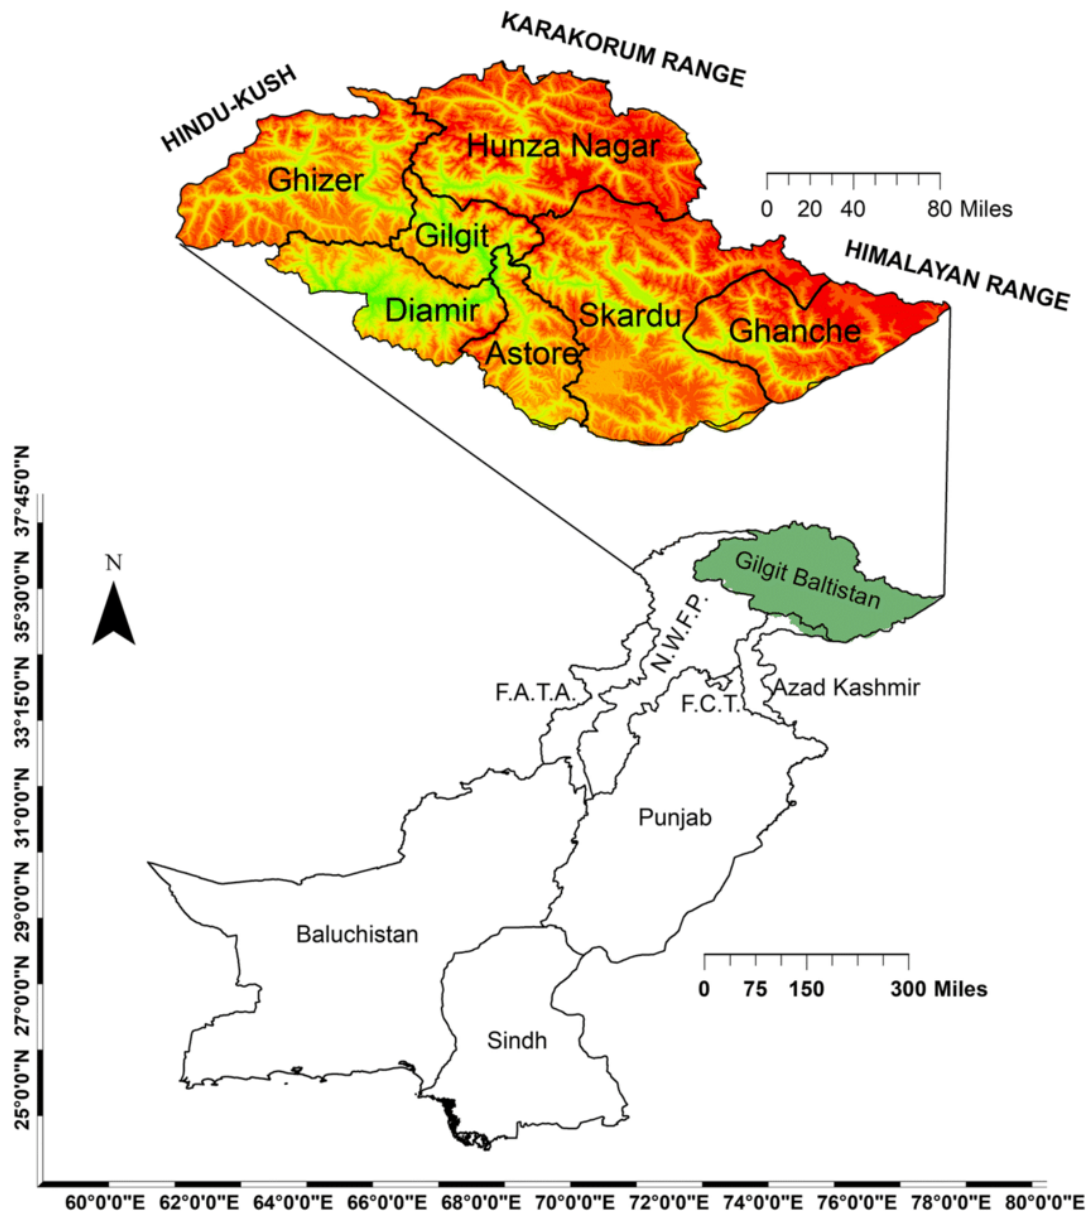 KARAKORUM RANGE
HINDU-KUSH
Hunza Nagar
Ghizer
0 20 40 80 Miles
Gilgit
HIMALAYAN RANGE
Diamir
Skardu
Ghanche
Astore
37°45'0"N
35°30'0"N
33°15'0"N
31°0'0"N
29°0'0"N
27°0'0"N
25°0'0"N
N
Gilgit Baltistan
N.W.F.P.
F.A.T.A.
Azad Kashmir
F.C.T.
Punjab
Baluchistan
0 75 150 300 Miles
Sindh
60°0'0"E 62°0'0"E 64°0'0"E 66°0'0"E 68°0'0"E 70°0'0"E 72°0'0"E 74°0'0"E 76°0'0"E 78°0'0"E 80°0'0"E